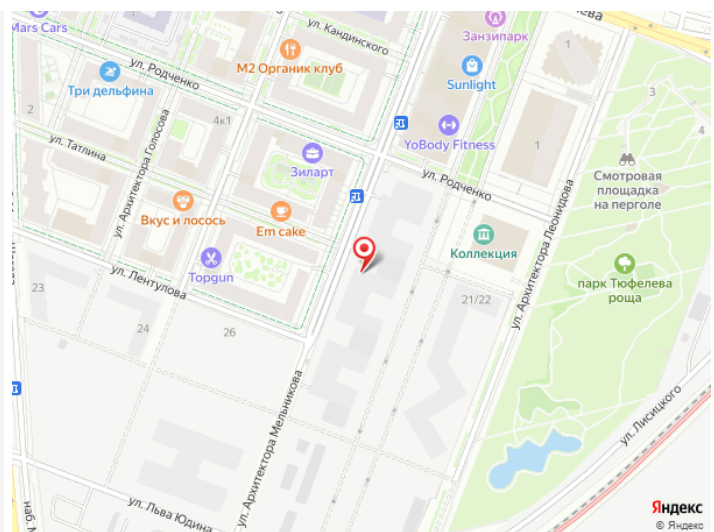 Mars Cars
ул. Кандинского
Занзипарк
М2 Органик клуб
ул. Родченко
Три дельфина
Sunlight
1
3
2
4к1
4
YoBody Fitness
1
ул. Татлина
ул. Архитектора Голосова
Зиларт
ул. Родченко
Смотровая
площадка
на перголе
Вкус и лосось
Em cake
Коллекция
ул. Архитектора Леонидова
Topgun
ул. Лентулова
парк Тюфелева
роща
23
24
26
21/22
ул. Архитектора Мельникова
ул. Лисицкого
ул. Льва Юдина
наб.
Яндекс
© Яндекс